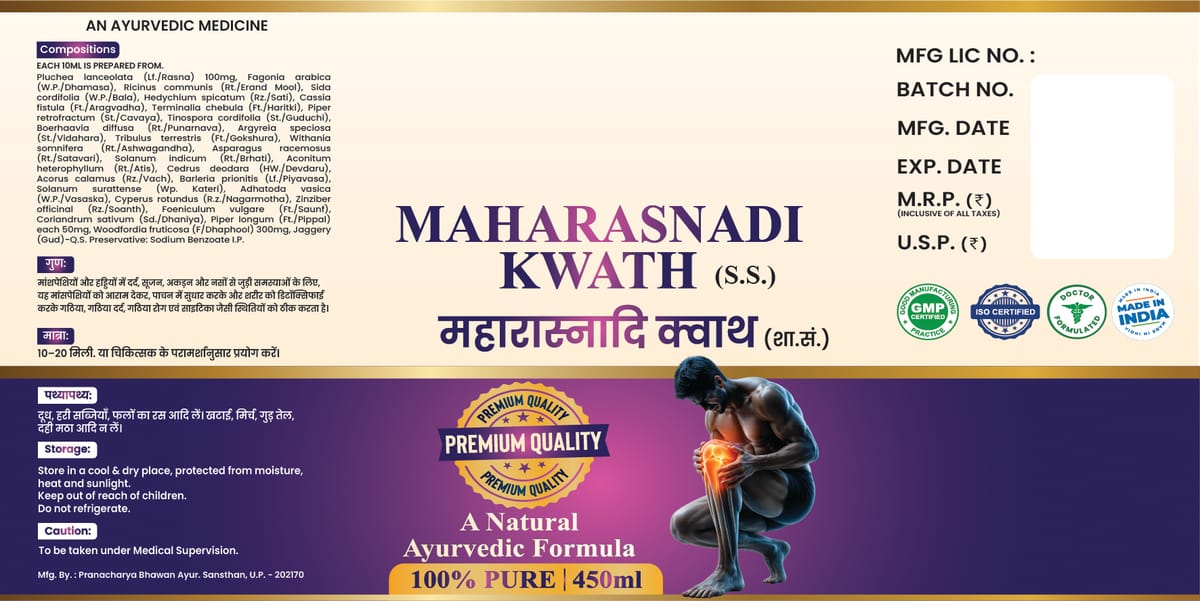 AN AYURVEDIC MEDICINE
Compositions
EACH 10ML IS PREPARED FROM.
Pluchea lanceolata (Lf./Rasna) 100mg, Fagonia arabica
(W.P./Dhamasa), Ricinus communis (Rt./Erand Mool), Sida
cordifolia (W.P./Bala), Hedychium spicatum (Rz./Sati), Cassia
fistula (Ft./Aragvadha), Terminalia chebula (Ft./Haritki), Piper
retrofractum (St./Cavaya), Tinospora cordifolia (St./Guduchi),
Boerhaavia diffusa (Rt./Punarnava), Argyreia speciosa
(St./Vidahara), Tribulus terrestris (Ft./Gokshura), Withania
somnifera (Rt./Ashwagandha), Asparagus racemosus
(Rt./Satavari), Solanum indicum (Rt./Brhati), Aconitum
heterophyllum (Rt./Atis), Cedrus deodara (HW./Devdaru),
Acorus calamus (Rz./Vach), Barleria prionitis (Lf./Piyavasa),
Solanum surattense (Wp. Kateri), Adhatoda vasica
(W.P./Vasaska), Cyperus rotundus (R.z./Nagarmotha), Zinziber
officinal (Rz./Soanth), Foeniculum vulgare (Ft./Saunf),
Coriandrum sativum (Sd./Dhaniya), Piper longum (Ft./Pippal)
each 50mg, Woodfordia fruticosa (F/Dhaphool) 300mg, Jaggery
(Gud)-Q.S. Preservative: Sodium Benzoate I.P.
गुण:
मांशपेशियों और हड्डियों में दर्द, सूजन, अकड़न और नसों से जुड़ी समस्याओं के लिए,
यह मांसपेशियों को आराम देकर, पाचन में सुधार करके और शरीर को डिटॉक्सिफाई
करके गठिया, गठिया दर्द, गठिया रोग एवं साइटिका जैसी स्थितियों को ठीक करता है।
मात्रा:
10-20 मिली. या चिकित्सक के परामर्शानुसार प्रयोग करें।
पथ्यापथ्य:
दूध, हरी सब्जियाँ, फलों का रस आदि लें। खटाई, मिर्च, गुड़ तेल,
दही मठा आदि न लें।
Storage:
Store in a cool & dry place, protected from moisture,
heat and sunlight.
Keep out of reach of children.
Do not refrigerate.
Caution:
To be taken under Medical Supervision.
Mfg. By. : Pranacharya Bhawan Ayur. Sansthan, U.P. - 202170
MAHARASNADI
KWATH (S.S.)
महारास्नादि क्वाथ (शा.सं.)
PREMIUM QUALITY
PREMIUM QUALITY
PREMIUM QUALITY
A Natural
Ayurvedic Formula
100% PURE | 450ml
MFG LIC NO. :
BATCH NO.
MFG. DATE
EXP. DATE
M.R.P. (₹)
(INCLUSIVE OF ALL TAXES)
U.S.P. (₹)
GOOD MANUFACTURING
GMP
CERTIFIED
PRACTICE
ISO CERTIFIED
DOCTOR
FORMULATED
MADE IN INDIA
MADE IN
INDIA